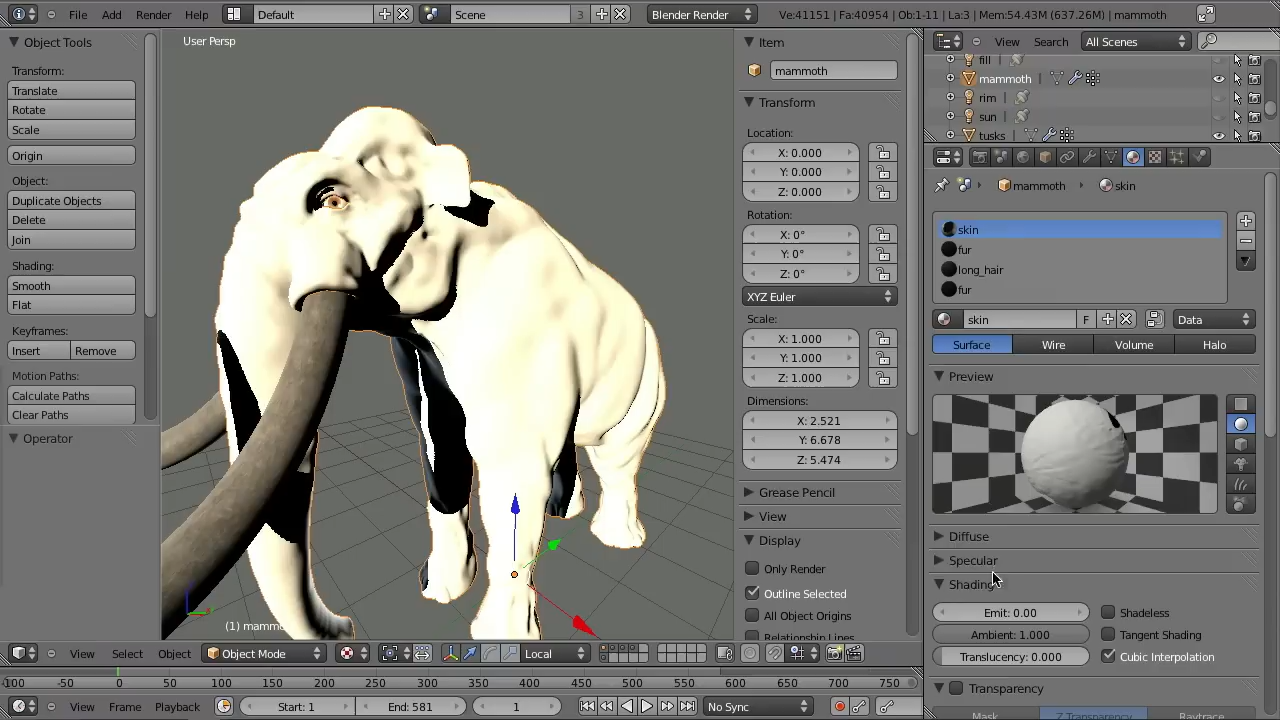 File Add Render Help Default Scene 3 Blender Render Ve:41151 | Fa:40954 | Ob:1-11 | La:3 | Mem:54.43M (637.26M) | mammoth
Object Tools
Transform:
Translate
Rotate
Scale
Origin
Object:
Duplicate Objects
Delete
Join
Shading:
Smooth
Flat
Keyframes:
Insert Remove
Motion Paths:
Calculate Paths
Clear Paths
Operator
User Persp
(1) mammo
Item
mammoth
Transform
Location:
X: 0.000
Y: 0.000
Z: 0.000
Rotation:
X: 0°
Y: 0°
Z: 0°
XYZ Euler
Scale:
X: 1.000
Y: 1.000
Z: 1.000
Dimensions:
X: 2.521
Y: 6.678
Z: 5.474
Grease Pencil
View
Display
Only Render
Outline Selected
All Object Origins
Relationship Lines
View Search All Scenes
fill
mammoth
rim
sun
tusks
mammoth skin
skin
fur
long_hair
fur
skin F Data
Surface Wire Volume Halo
Preview
Diffuse
Specular
Shading
Emit: 0.00 Shadeless
Ambient: 1.000 Tangent Shading
Translucency: 0.000 Cubic Interpolation
Transparency
Mask Z Transparency Raytrace
View Select Object Object Mode Local
-100 -50 0 50 100 150 200 250 300 350 400 450 500 550 600 650 700 750
View Frame Playback Start: 1 End: 581 1 No Sync